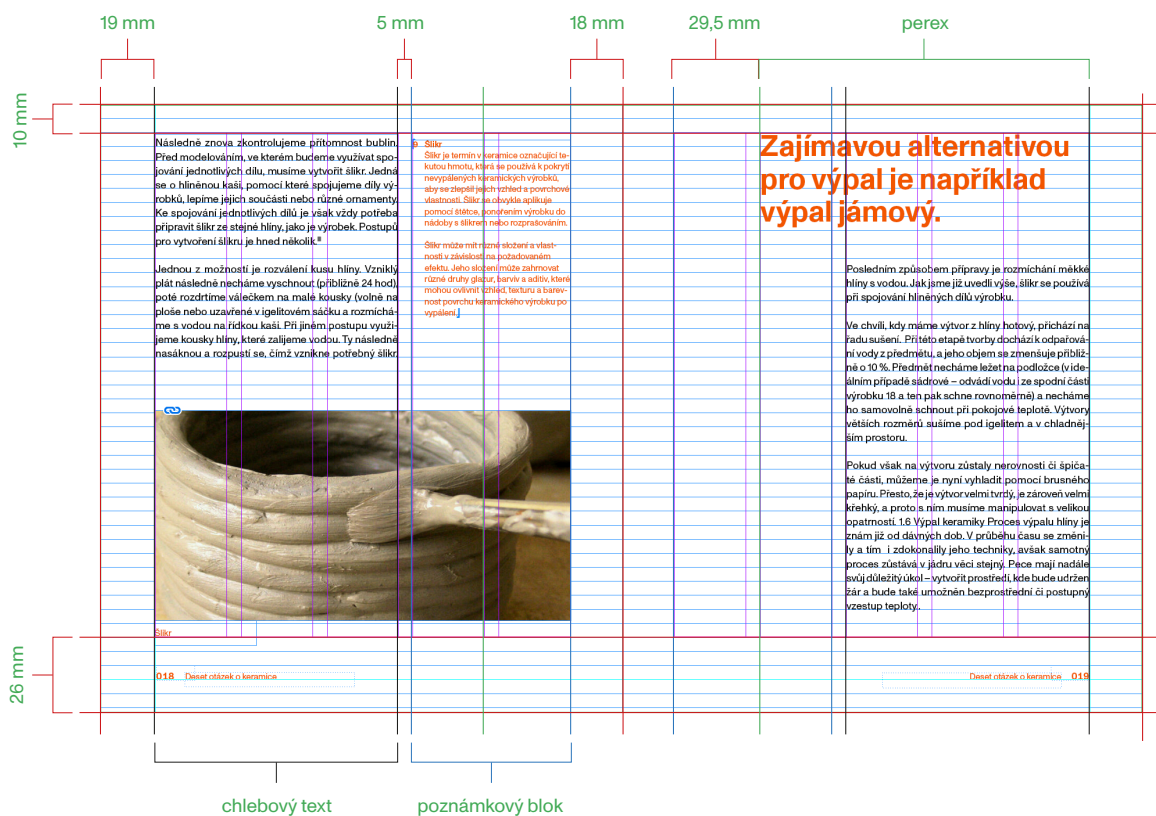 19 mm
5 mm
18 mm
29,5 mm
perex
10 mm
26 mm
Následně znova zkontrolujeme přítomnost bublin.
Před modelováním, ve kterém budeme využívat spo-
jování jednotlivých dílu, musíme vytvořit šlikr. Jedná
se o hliněnou kaši, pomocí které spojujeme díly vý-
robků, lepíme jejich součásti nebo různé ornamenty.
Ke spojování jednotlivých dílů je však vždy potřeba
připravit šlikr ze stejné hlíny, jako je výrobek. Postupů
pro vytvoření šlikru je hned několik.⁸
Jednou z možností je rozválení kusu hlíny. Vzniklý
plát následně necháme vyschnout (přibližně 24 hod),
poté rozdrtíme válečkem na malé kousky (volně na
ploše nebo uzavřené v igelitovém sáčku a rozmíchá-
me s vodou na řídkou kaši. Při jiném postupu využi-
jeme kousky hlíny, které zalijeme vodou. Ty následně
nasáknou a rozpustí se, čímž vznikne potřebný šlikr.
Šlikr
Šlikr je termín v keramice označující te-
kutou hmotu, která se používá k pokrytí
nevypálených keramických výrobků,
aby se zlepšil jejich vzhled a povrchové
vlastnosti. Šlikr se obvykle aplikuje
pomocí štětce, ponořením výrobku do
nádoby s šlikrem nebo rozprašováním.
Šlikr může mít různé složení a vlast-
nosti v závislosti na požadovaném
efektu. Jeho složení může zahrnovat
různé druhy glazur, barviv a aditiv, které
mohou ovlivnit vzhled, texturu a barev-
nost povrchu keramického výrobku po
vypálení.
Šlikr
018 Deset otázek o keramice
Zajímavou alternativou
pro výpal je například
výpal jámový.
Posledním způsobem přípravy je rozmíchání měkké
hlíny s vodou. Jak jsme již uvedli výše, šlikr se používá
při spojování hliněných dílů výrobku.
Ve chvíli, kdy máme výtvor z hlíny hotový, přichází na
řadu sušení. Při této etapě tvorby dochází k odpařová-
ní vody z předmětu, a jeho objem se zmenšuje přibliž-
ně o 10 %. Předmět necháme ležet na podložce (v ide-
álním případě sádrové – odvádí vodu i ze spodní části
výrobku 18 a ten pak schne rovnoměrně) a necháme
ho samovolně schnout při pokojové teplotě. Výtvory
větších rozměrů sušíme pod igelitem a v chladněj-
ším prostoru.
Pokud však na výtvoru zůstaly nerovnosti či špiča-
té části, můžeme je nyní vyhladit pomocí brusného
papíru. Přesto, že je výtvor velmi tvrdý, je zároveň velmi
křehký, a proto s ním musíme manipulovat s velikou
opatrností. 1.6 Výpal keramiky Proces výpalu hlíny je
znám již od dávných dob. V průběhu času se změni-
ly a tím i zdokonalily jeho techniky, avšak samotný
proces zůstává v jádru věci stejný. Pece mají nadále
svůj důležitý úkol – vytvořit prostředí, kde bude udržen
žár a bude také umožněn bezprostřední či postupný
vzestup teploty..
Deset otázek o keramice 019
chlebový text
poznámkový blok